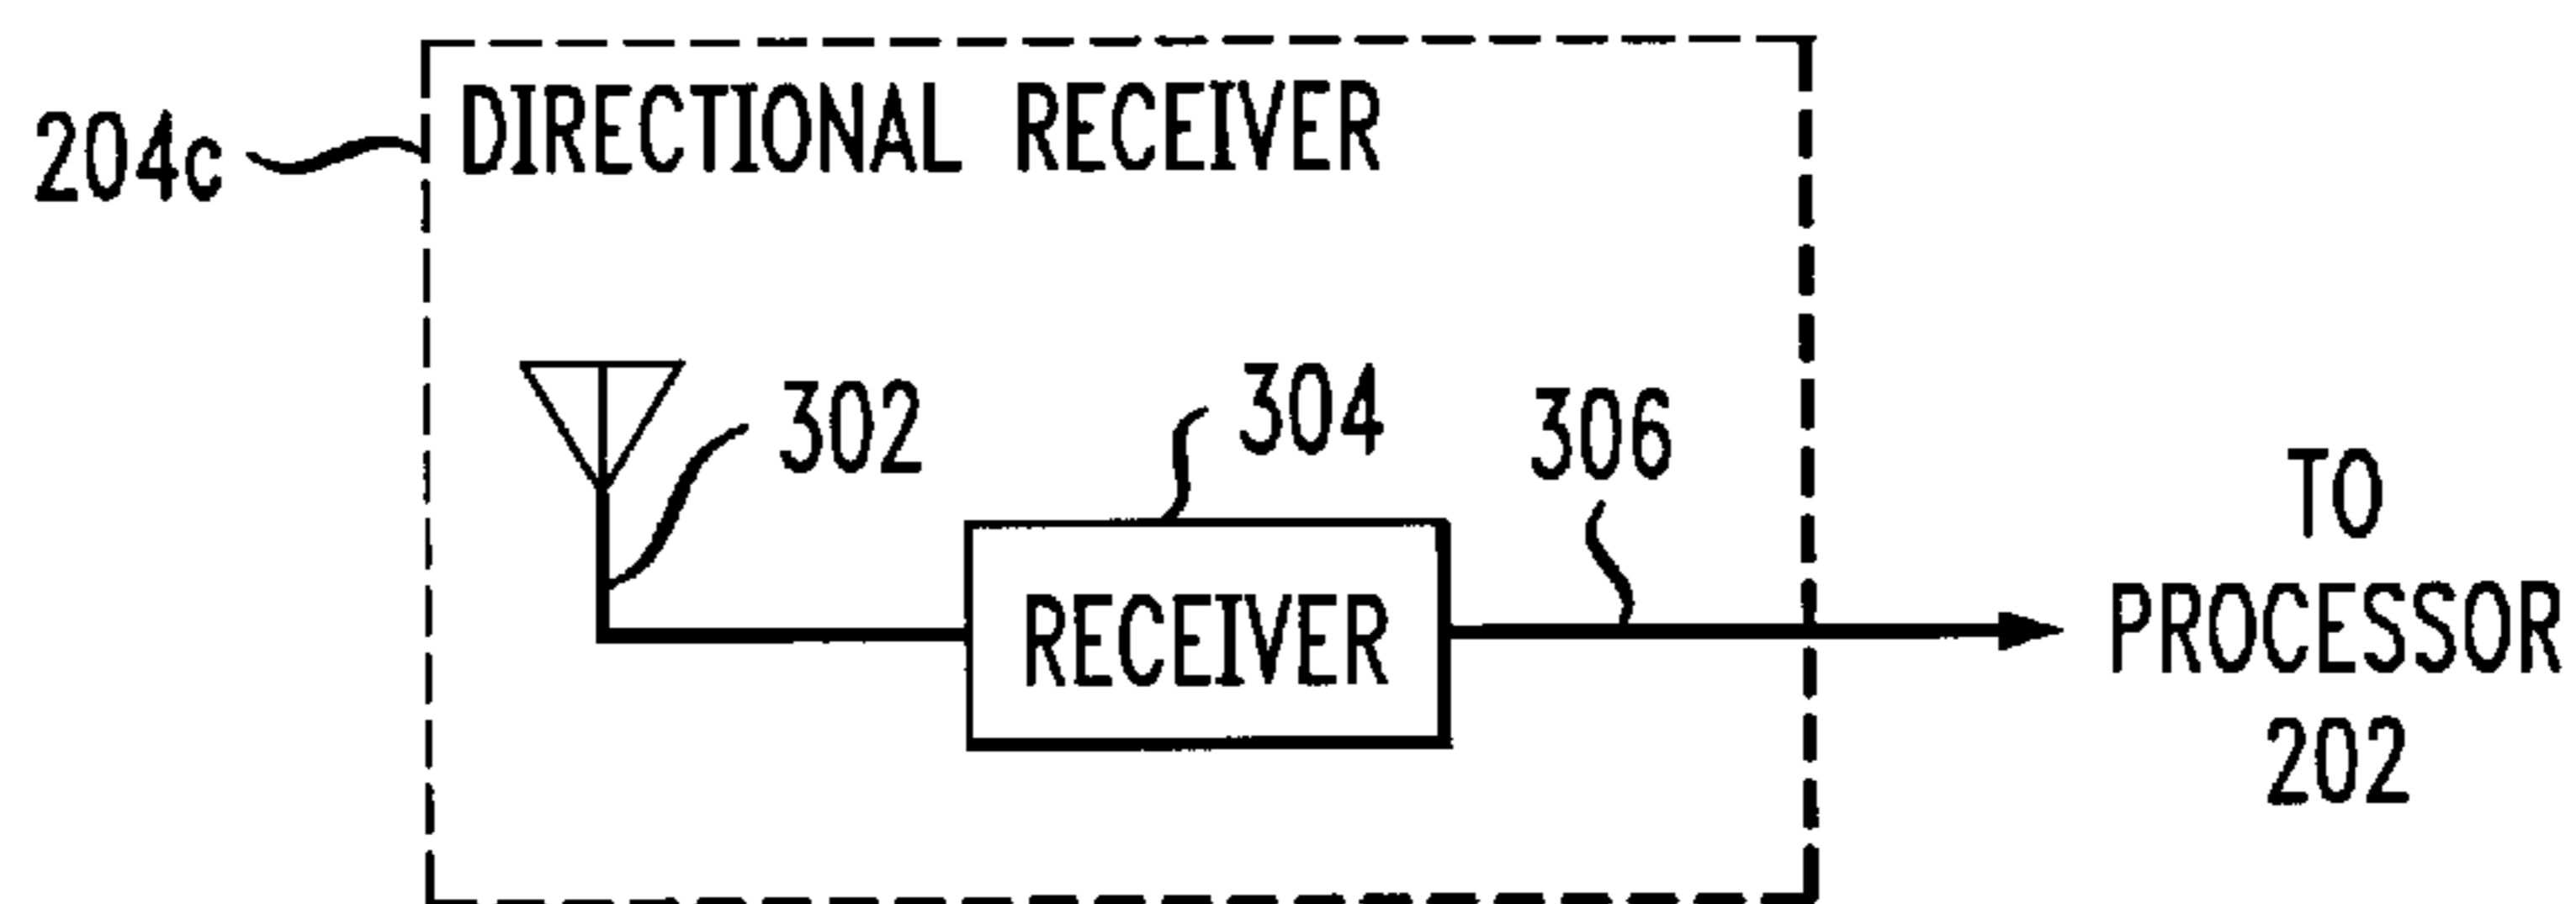 204c
DIRECTIONAL RECEIVER
302
304
306
RECEIVER
TO
PROCESSOR
202